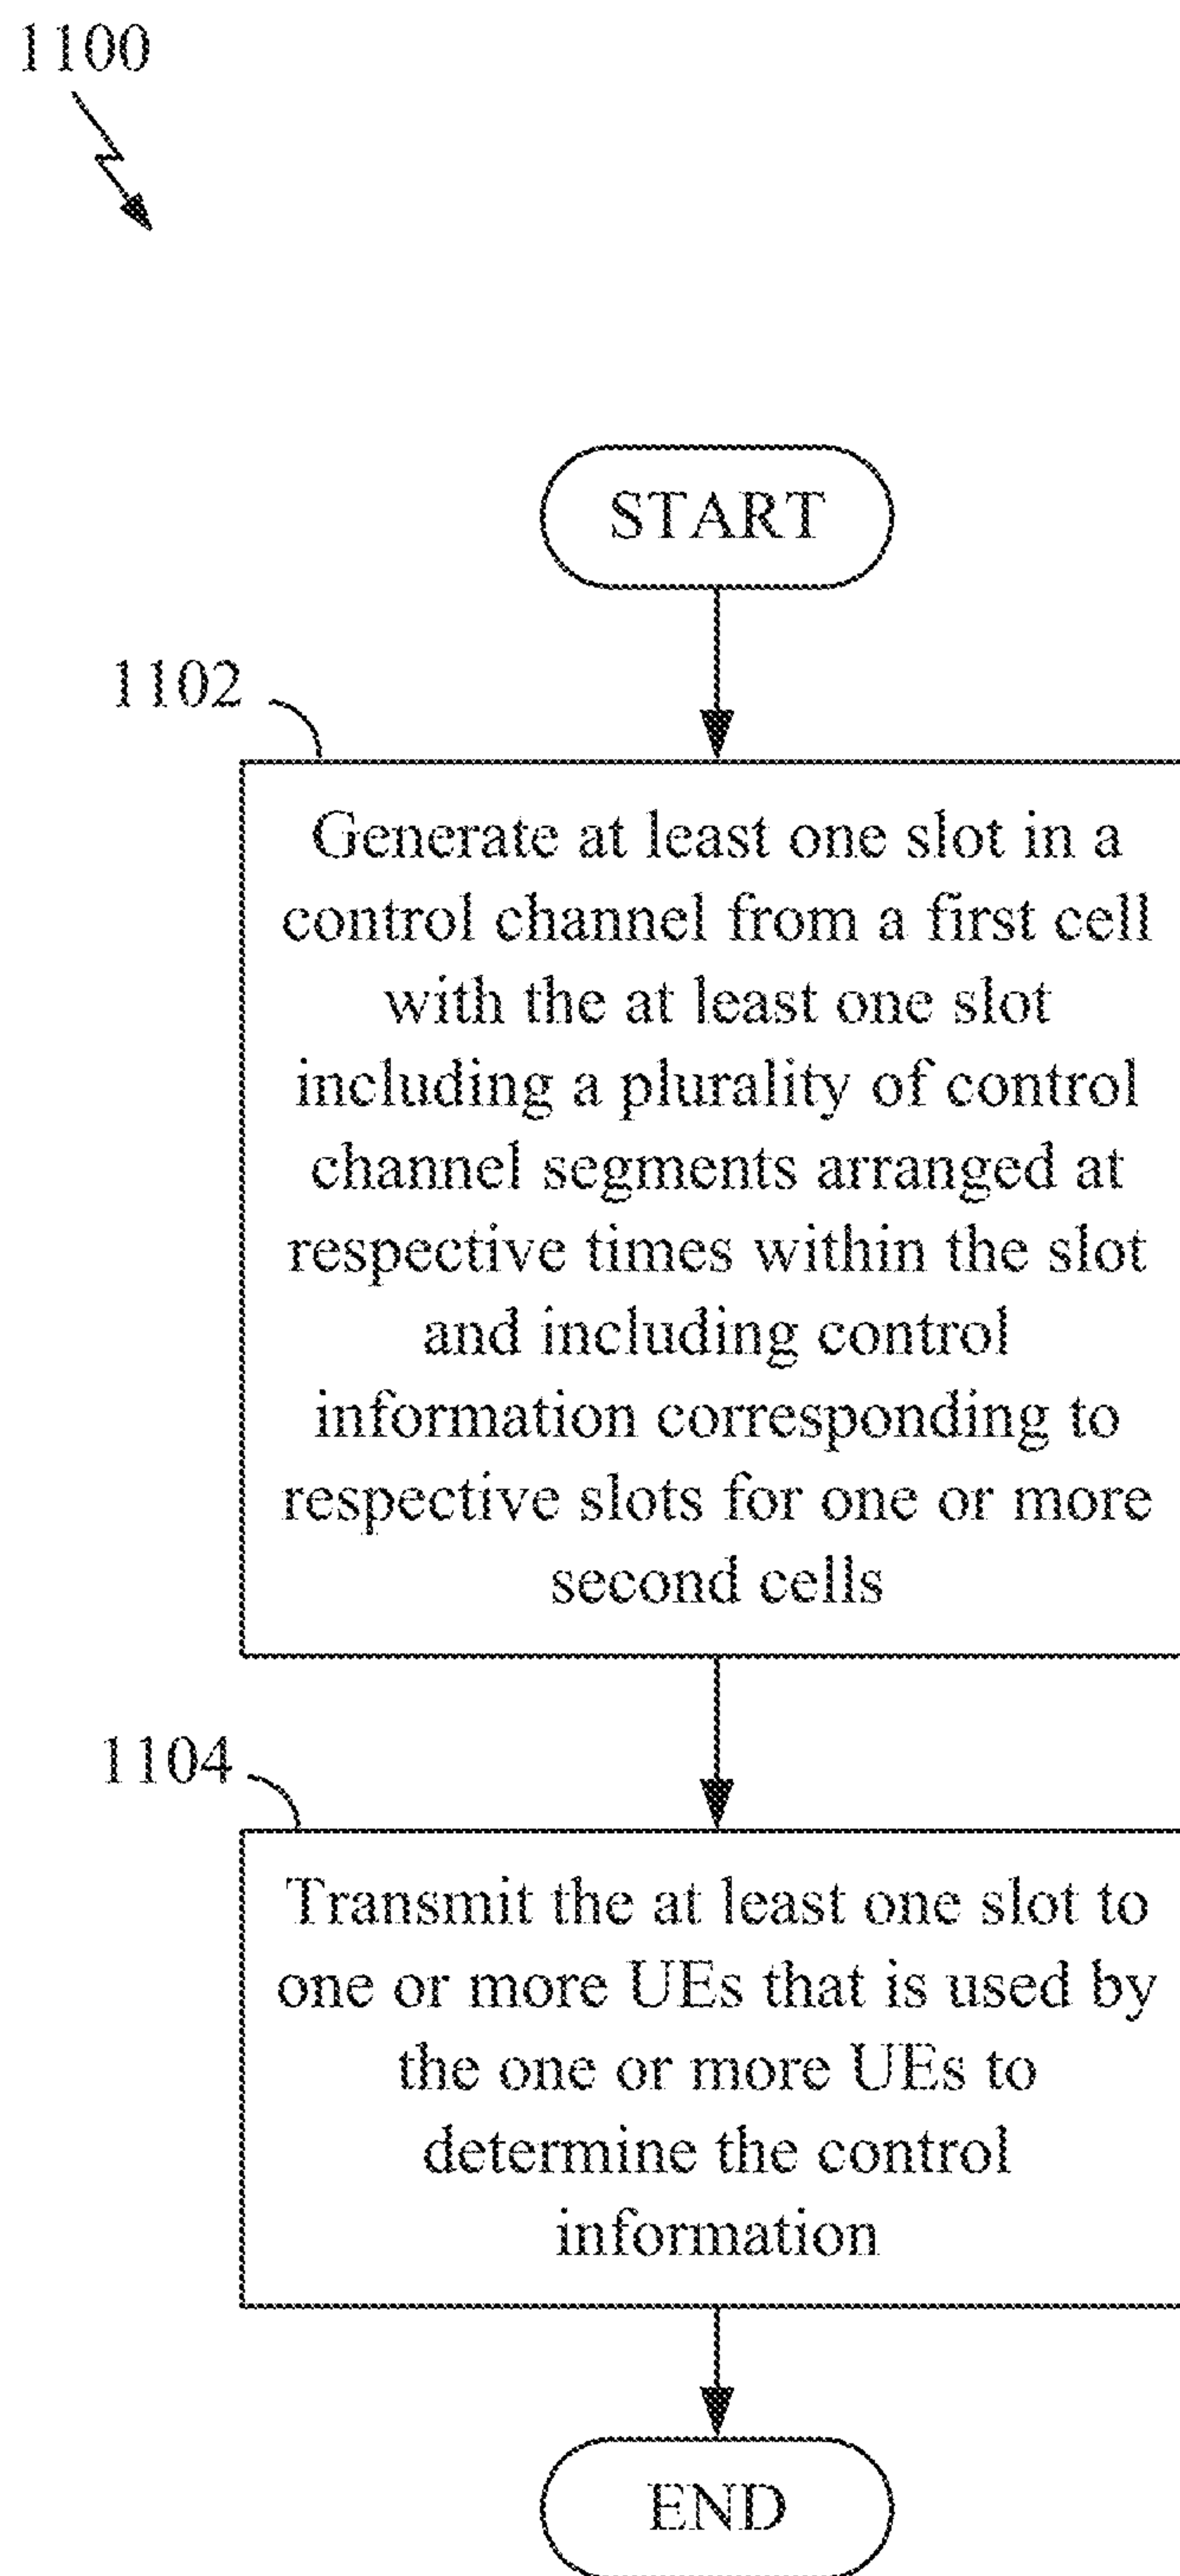 1100
START
1102
Generate at least one slot in a
control channel from a first cell
with the at least one slot
including a plurality of control
channel segments arranged at
respective times within the slot
and including control
information corresponding to
respective slots for one or more
second cells
1104
Transmit the at least one slot to
one or more UEs that is used by
the one or more UEs to
determine the control
information
END